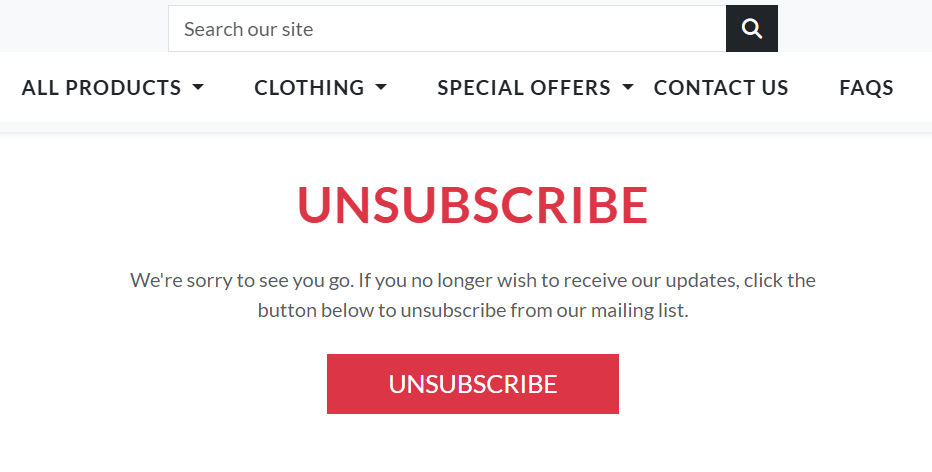 Search our site
ALL PRODUCTS CLOTHING SPECIAL OFFERS CONTACT US FAQS
UNSUBSCRIBE
We're sorry to see you go. If you no longer wish to receive our updates, click the
button below to unsubscribe from our mailing list.
UNSUBSCRIBE